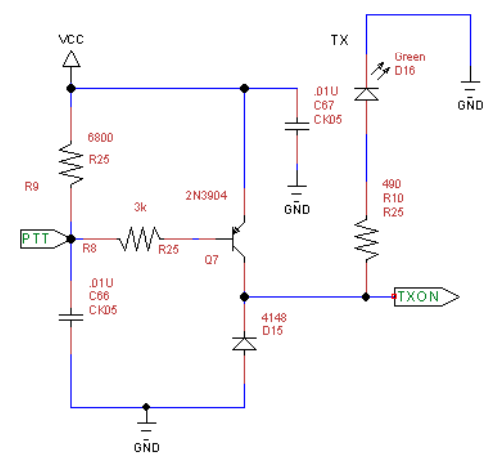 VCC
TX
Green
D16
.01U
C67
CK05
GND
6800
R25
R9
2N3904
3k
490
R10
R25
GND
PTT
R8
R25
Q7
.01U
C66
CK05
TXON
4148
D15
GND